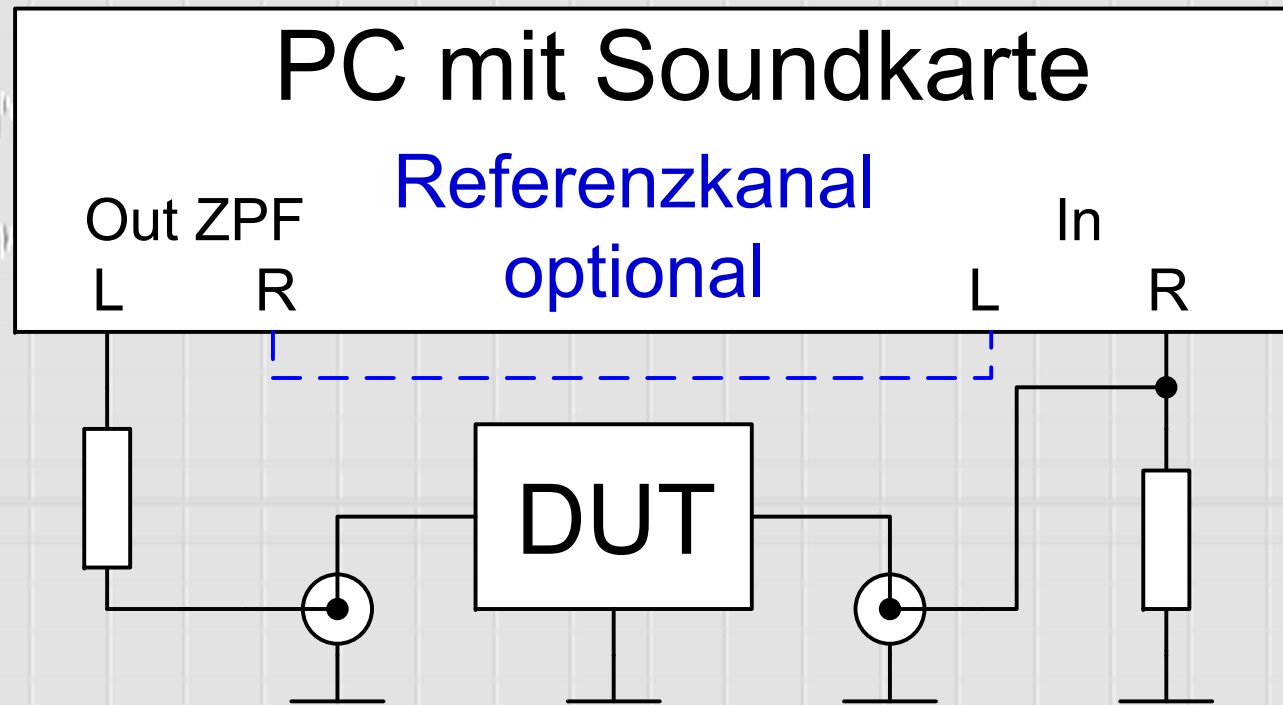 PC mit Soundkarte
Referenzkanal
optional
Out ZPF
In
L
R
L
R
DUT